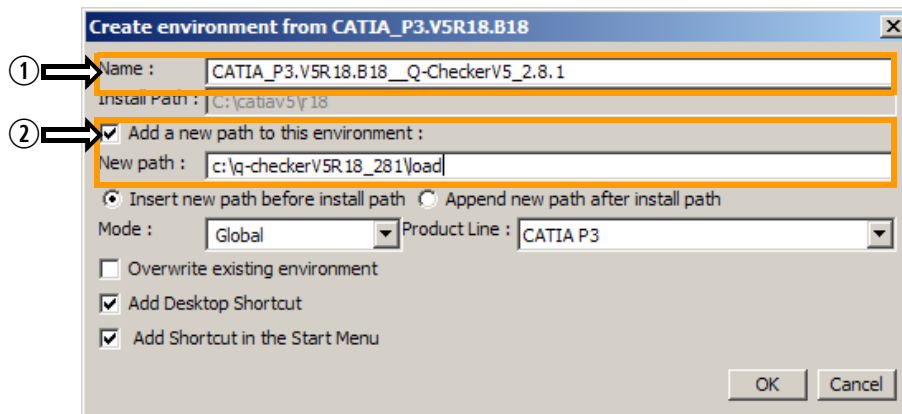 Create environment from CATIA_P3.V5R18.B18
① Name : CATIA_P3.V5R18.B18__Q-CheckerV5_2.8.1
Install Path : C:\catiav5\r18
② Add a new path to this environment :
New path : c:\q-checkerV5R18_281\load
Insert new path before install path Append new path after install path
Mode : Global Product Line : CATIA P3
Overwrite existing environment
Add Desktop Shortcut
Add Shortcut in the Start Menu
OK Cancel